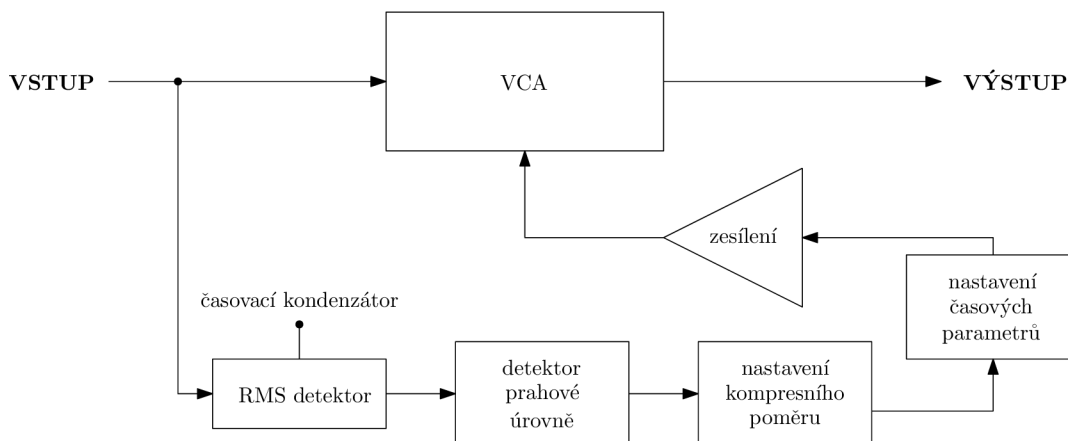 VSTUP
VCA
VÝSTUP
zesílení
nastavení
časových
parametrů
časovací kondenzátor
RMS detektor
detektor
prahové
úrovně
nastavení
kompresního
poměru